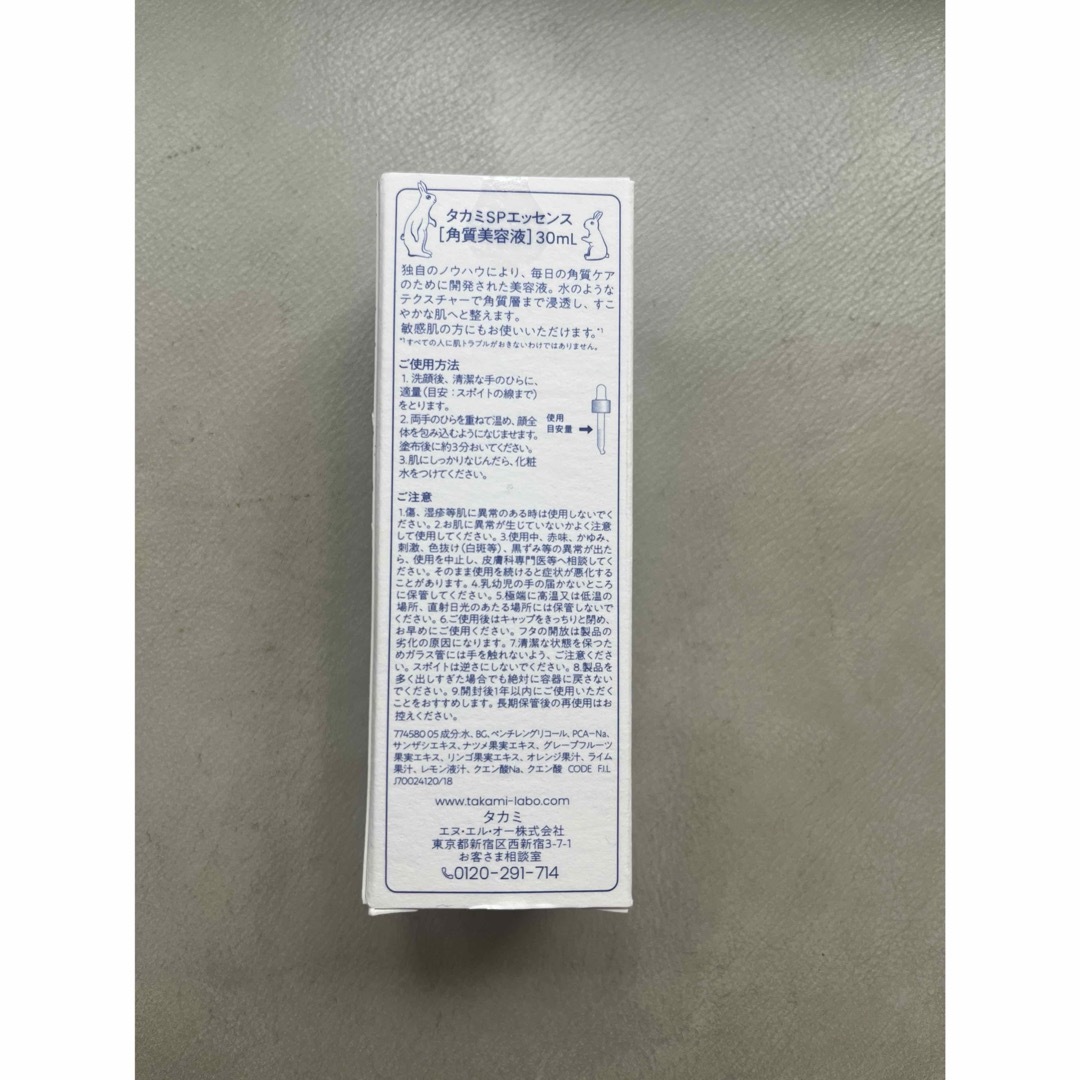 タカミSPエッセンス
[角質美容液]30mL
独自のノウハウにより、毎日の角質ケア
のために開発された美容液。水のような
テクスチャーで角質層まで浸透し、すこ
やかな肌へと整えます。
敏感肌の方にもお使いいただけます。*1
*1すべての人に肌トラブルがおきないわけではありません。
ご使用方法
1. 洗顔後、清潔な手のひらに、
適量(目安:スポイトの線まで)
をとります。
2. 両手のひらを重ねて温め、顔全
体を包み込むようになじませます。
塗布後に約3分おいてください。
3.肌にしっかりなじんだら、化粧
水をつけてください。
使用
目安量
ご注意
1.傷、湿疹等肌に異常のある時は使用しないでく
ださい。2.お肌に異常が生じていないかよく注意
して使用してください。3.使用中、赤味、かゆみ、
刺激、色抜け(白斑等)、黒ずみ等の異常が出た
ら、使用を中止し、皮膚科専門医等へ相談してく
ださい。そのまま使用を続けると症状が悪化する
ことがあります。4.乳幼児の手の届かないところ
に保管してください。5.極端に高温又は低温の
場所、直射日光のあたる場所には保管しないで
ください。6.ご使用後はキャップをきっちりと閉め、
お早めにご使用ください。フタの開放は製品の
劣化の原因になります。7.清潔な状態を保つた
めガラス管には手を触れないよう、ご注意くださ
い。スポイトは逆さにしないでください。8.製品を
多く出しすぎた場合でも絶対に容器に戻さない
でください。9.開封後1年以内にご使用いただく
ことをおすすめします。長期保管後の再使用はお
控えください。
774580 05 成分:水、BG、ペンチレングリコール、PCA-Na、
サンザシエキス、ナツメ果実エキス、グレープフルーツ
果実エキス、リンゴ果実エキス、オレンジ果汁、ライム
果汁、レモン液汁、クエン酸Na、クエン酸 CODE F.I.L
J70024120/18
www.takami-labo.com
タカミ
エヌ・エル・オー株式会社
東京都新宿区西新宿3-7-1
お客さま相談室
0120-291-714